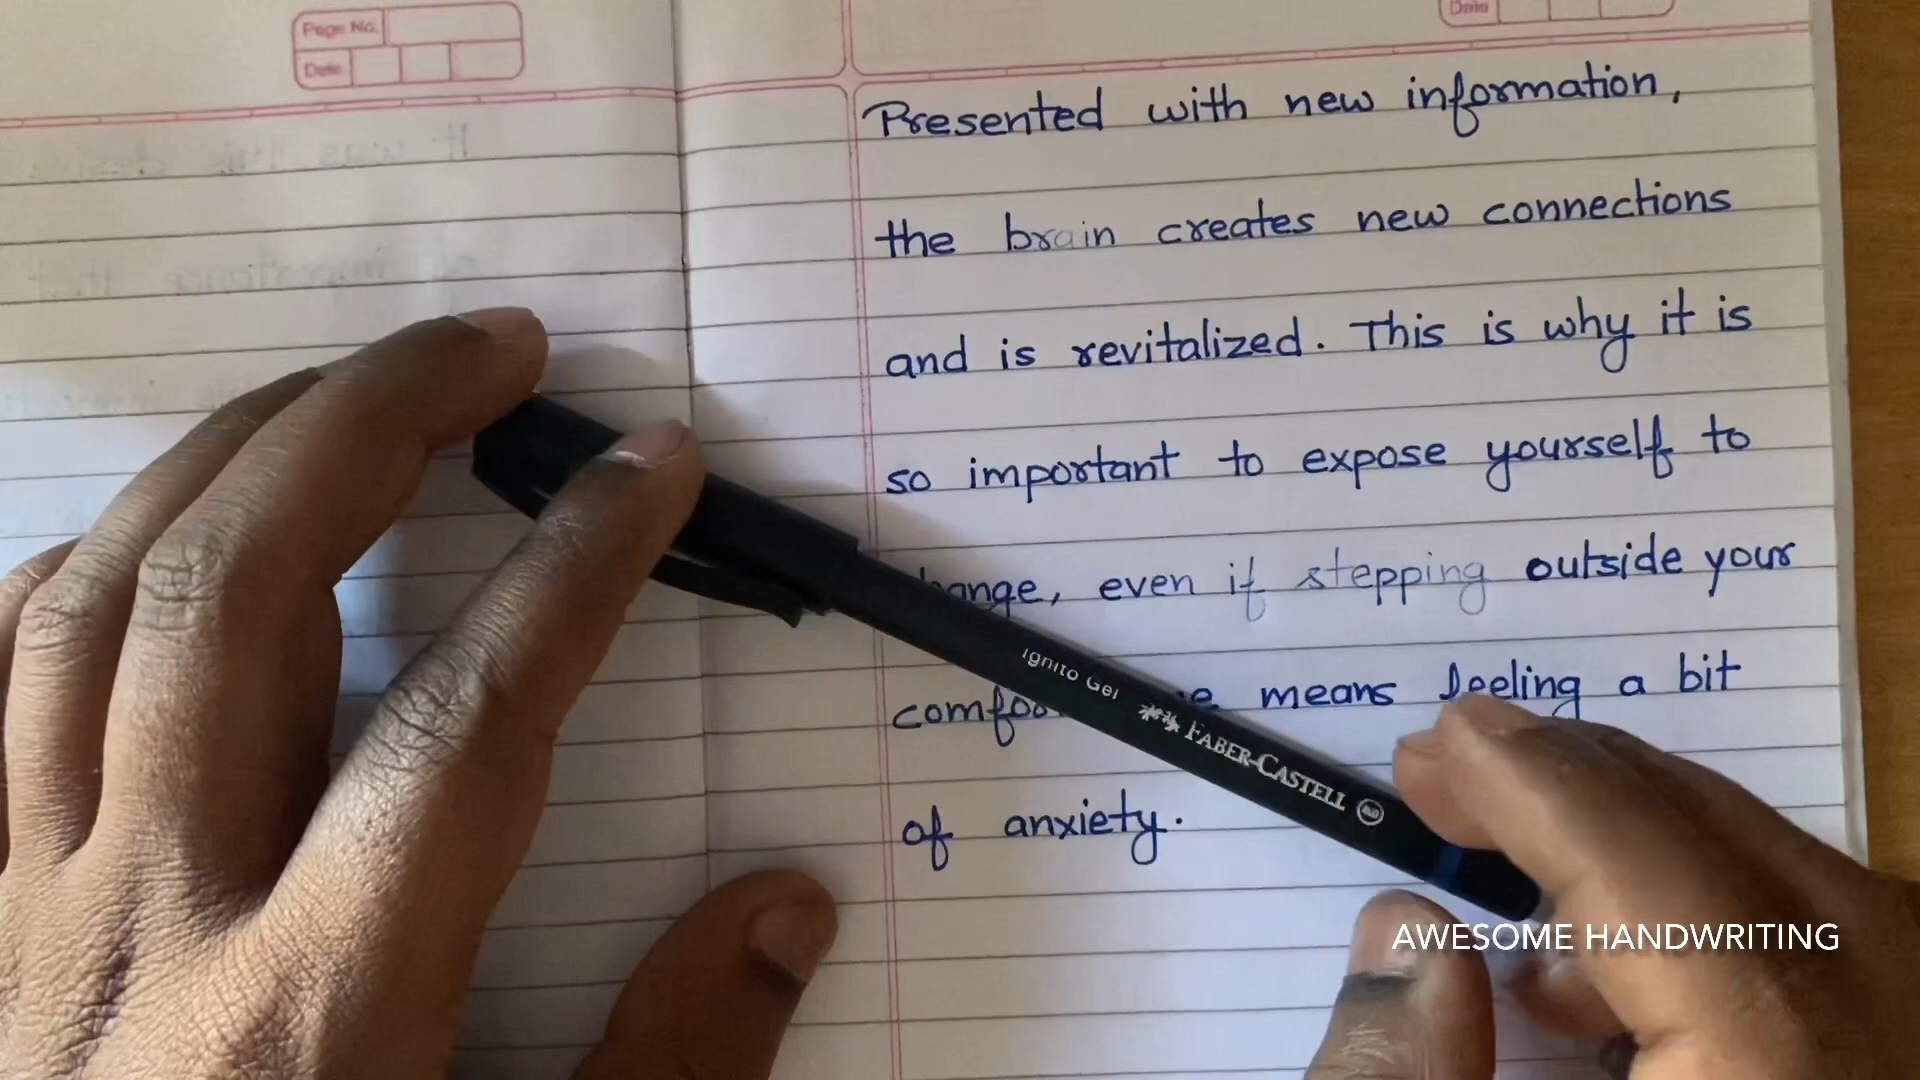 Page No.
Date
Date
Presented with new information,
the brain creates new connections
and is revitalized. This is why it is
so important to expose yourself to
even if stepping outside your
means feeling a bit
of anxiety.
Ignito Gel
FABER-CASTELL
AWESOME HANDWRITING